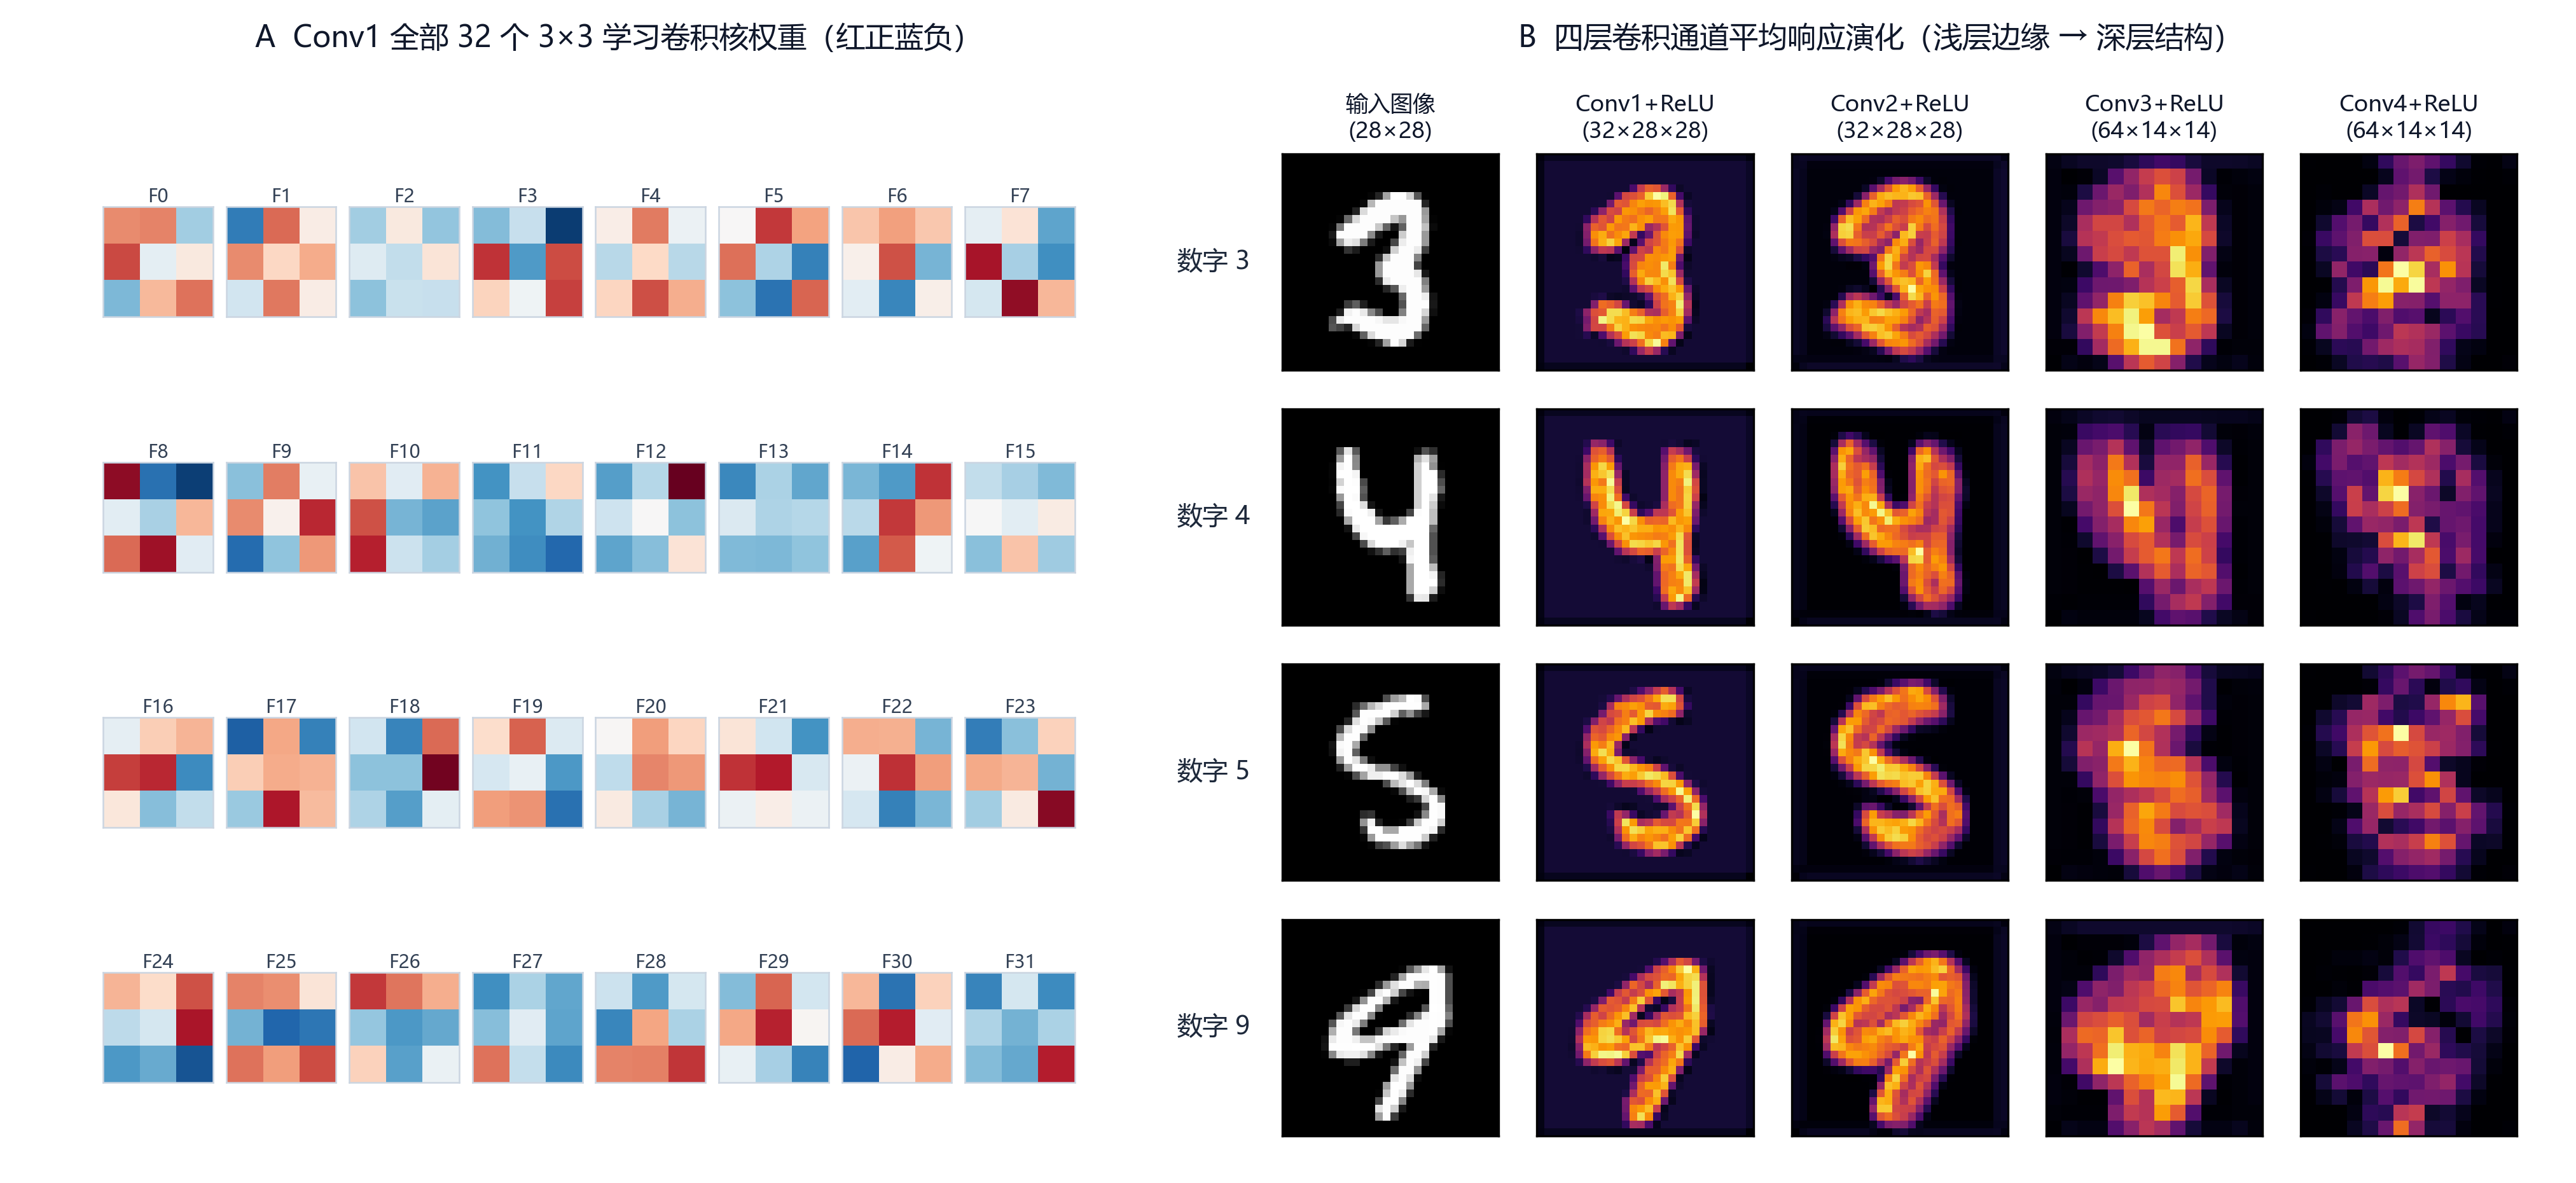 A Conv1 全部 32 个 3×3 学习卷积核权重（红正蓝负）
F0 F1 F2 F3 F4 F5 F6 F7
F8 F9 F10 F11 F12 F13 F14 F15
F16 F17 F18 F19 F20 F21 F22 F23
F24 F25 F26 F27 F28 F29 F30 F31
B 四层卷积通道平均响应演化（浅层边缘 → 深层结构）
输入图像 Conv1+ReLU Conv2+ReLU Conv3+ReLU Conv4+ReLU
(28×28) (32×28×28) (32×28×28) (64×14×14) (64×14×14)
数字 3
数字 4
数字 5
数字 9